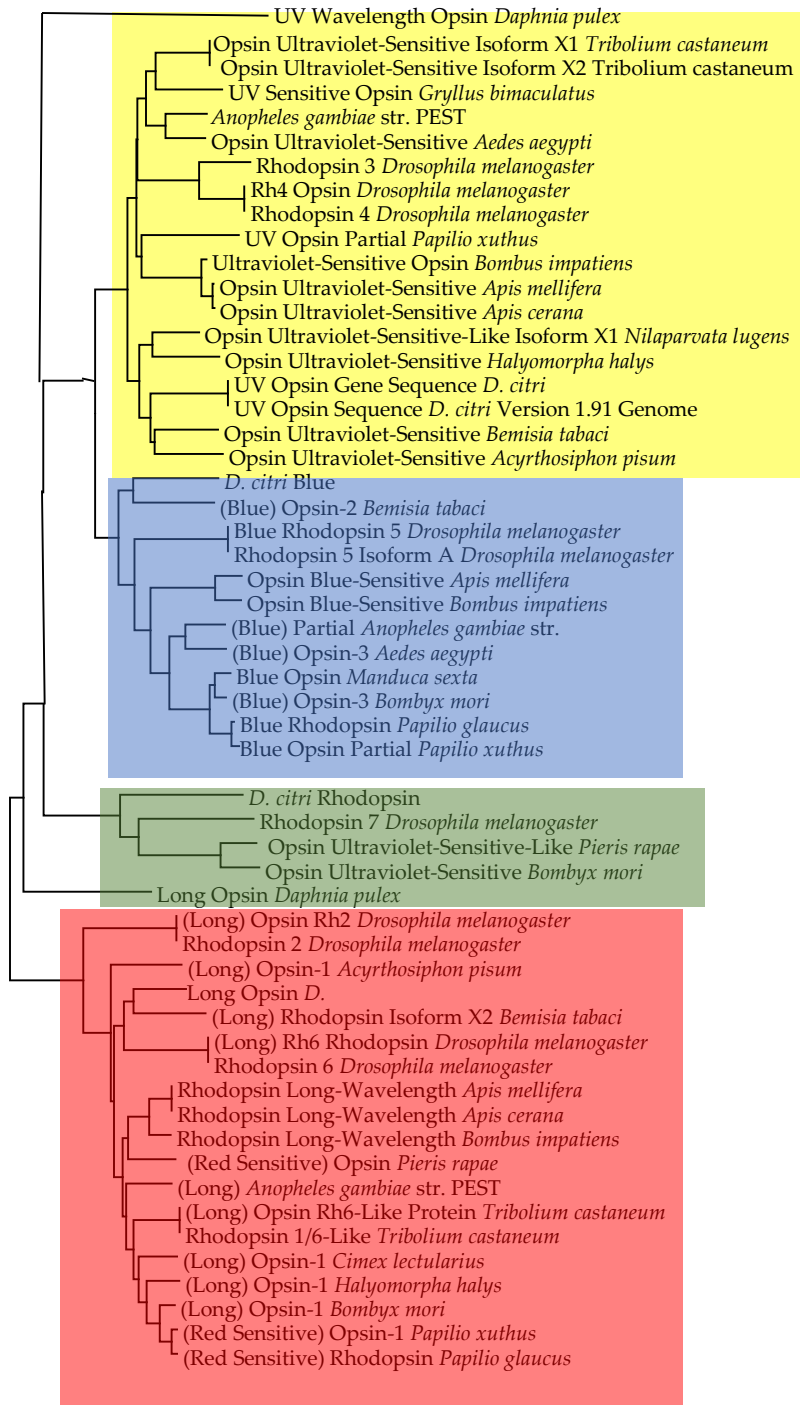 UV Wavelength Opsin Daphnia pulex
Opsin Ultraviolet-Sensitive Isoform X1 Tribolium castaneum
Opsin Ultraviolet-Sensitive Isoform X2 Tribolium castaneum
UV Sensitive Opsin Gryllus bimaculatus
Anopheles gambiae str. PEST
Opsin Ultraviolet-Sensitive Aedes aegypti
Rhodopsin 3 Drosophila melanogaster
Rh4 Opsin Drosophila melanogaster
Rhodopsin 4 Drosophila melanogaster
UV Opsin Partial Papilio xuthus
Ultraviolet-Sensitive Opsin Bombus impatiens
Opsin Ultraviolet-Sensitive Apis mellifera
Opsin Ultraviolet-Sensitive Apis cerana
Opsin Ultraviolet-Sensitive-Like Isoform X1 Nilaparvata lugens
Opsin Ultraviolet-Sensitive Halyomorpha halys
UV Opsin Gene Sequence D. citri
UV Opsin Sequence D. citri Version 1.91 Genome
Opsin Ultraviolet-Sensitive Bemisia tabaci
Opsin Ultraviolet-Sensitive Acyrthosiphon pisum
D. citri Blue
(Blue) Opsin-2 Bemisia tabaci
Blue Rhodopsin 5 Drosophila melanogaster
Rhodopsin 5 Isoform A Drosophila melanogaster
Opsin Blue-Sensitive Apis mellifera
Opsin Blue-Sensitive Bombus impatiens
(Blue) Partial Anopheles gambiae str.
(Blue) Opsin-3 Aedes aegypti
Blue Opsin Manduca sexta
(Blue) Opsin-3 Bombyx mori
Blue Rhodopsin Papilio glaucus
Blue Opsin Partial Papilio xuthus
D. citri Rhodopsin
Rhodopsin 7 Drosophila melanogaster
Opsin Ultraviolet-Sensitive-Like Pieris rapae
Opsin Ultraviolet-Sensitive Bombyx mori
Long Opsin Daphnia pulex
(Long) Opsin Rh2 Drosophila melanogaster
Rhodopsin 2 Drosophila melanogaster
(Long) Opsin-1 Acyrthosiphon pisum
Long Opsin D.
(Long) Rhodopsin Isoform X2 Bemisia tabaci
(Long) Rh6 Rhodopsin Drosophila melanogaster
Rhodopsin 6 Drosophila melanogaster
Rhodopsin Long-Wavelength Apis mellifera
Rhodopsin Long-Wavelength Apis cerana
Rhodopsin Long-Wavelength Bombus impatiens
(Red Sensitive) Opsin Pieris rapae
(Long) Anopheles gambiae str. PEST
(Long) Opsin Rh6-Like Protein Tribolium castaneum
Rhodopsin 1/6-Like Tribolium castaneum
(Long) Opsin-1 Cimex lectularius
(Long) Opsin-1 Halyomorpha halys
(Long) Opsin-1 Bombyx mori
(Red Sensitive) Opsin-1 Papilio xuthus
(Red Sensitive) Rhodopsin Papilio glaucus